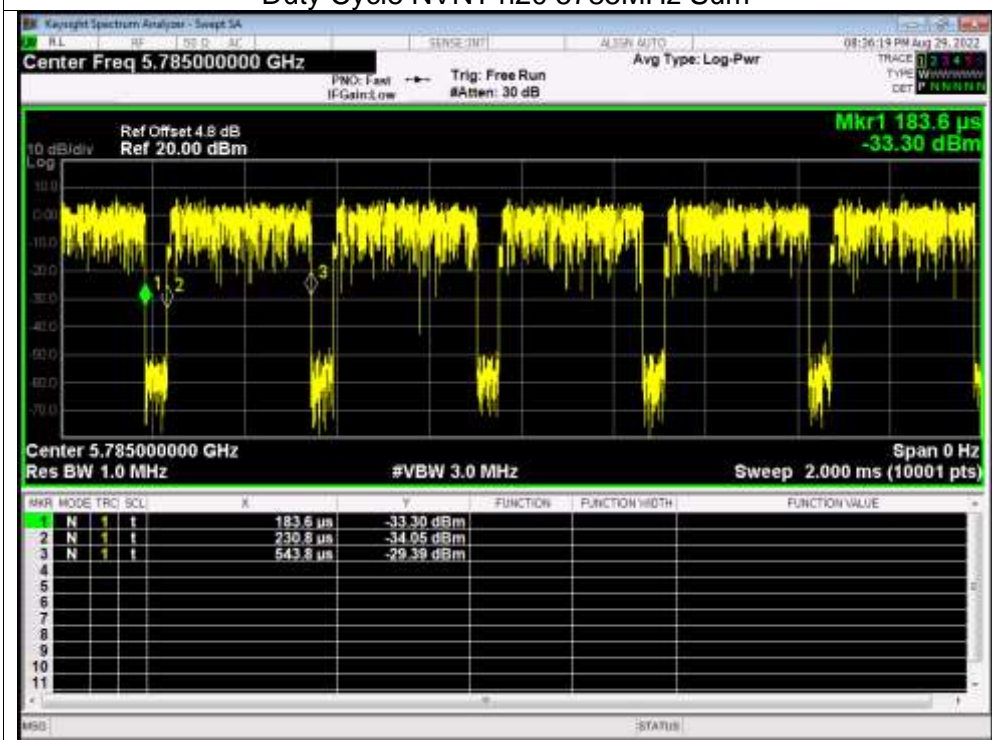 Duty Cycle NVNT n20 5785MHz Sum
Keysight Spectrum Analyzer - Swept SA
RL RF 50 Ω AC SENSE:INT ALIGN AUTO 08:36:19 PM Aug 29, 2022
Center Freq 5.785000000 GHz Avg Type: Log-Pwr TRACE 1 2 3 4 5 6
PNO: Fast Trig: Free Run TYPE W
IFGain:Low #Atten: 30 dB DET P N N N N N
Mkr1 183.6 µs
-33.30 dBm
Ref Offset 4.8 dB
10 dB/div Ref 20.00 dBm
Log
10.0
0.00
-10.0
-20.0
-30.0
-40.0
-50.0
-60.0
-70.0
1 2 3
Center 5.785000000 GHz Span 0 Hz
Res BW 1.0 MHz #VBW 3.0 MHz Sweep 2.000 ms (10001 pts)
MKR MODE TRC SCL X Y FUNCTION FUNCTION WIDTH FUNCTION VALUE
1 N 1 t 183.6 µs -33.30 dBm
2 N 1 t 230.8 µs -34.05 dBm
3 N 1 t 543.8 µs -29.39 dBm
4
5
6
7
8
9
10
11
MSG STATUS